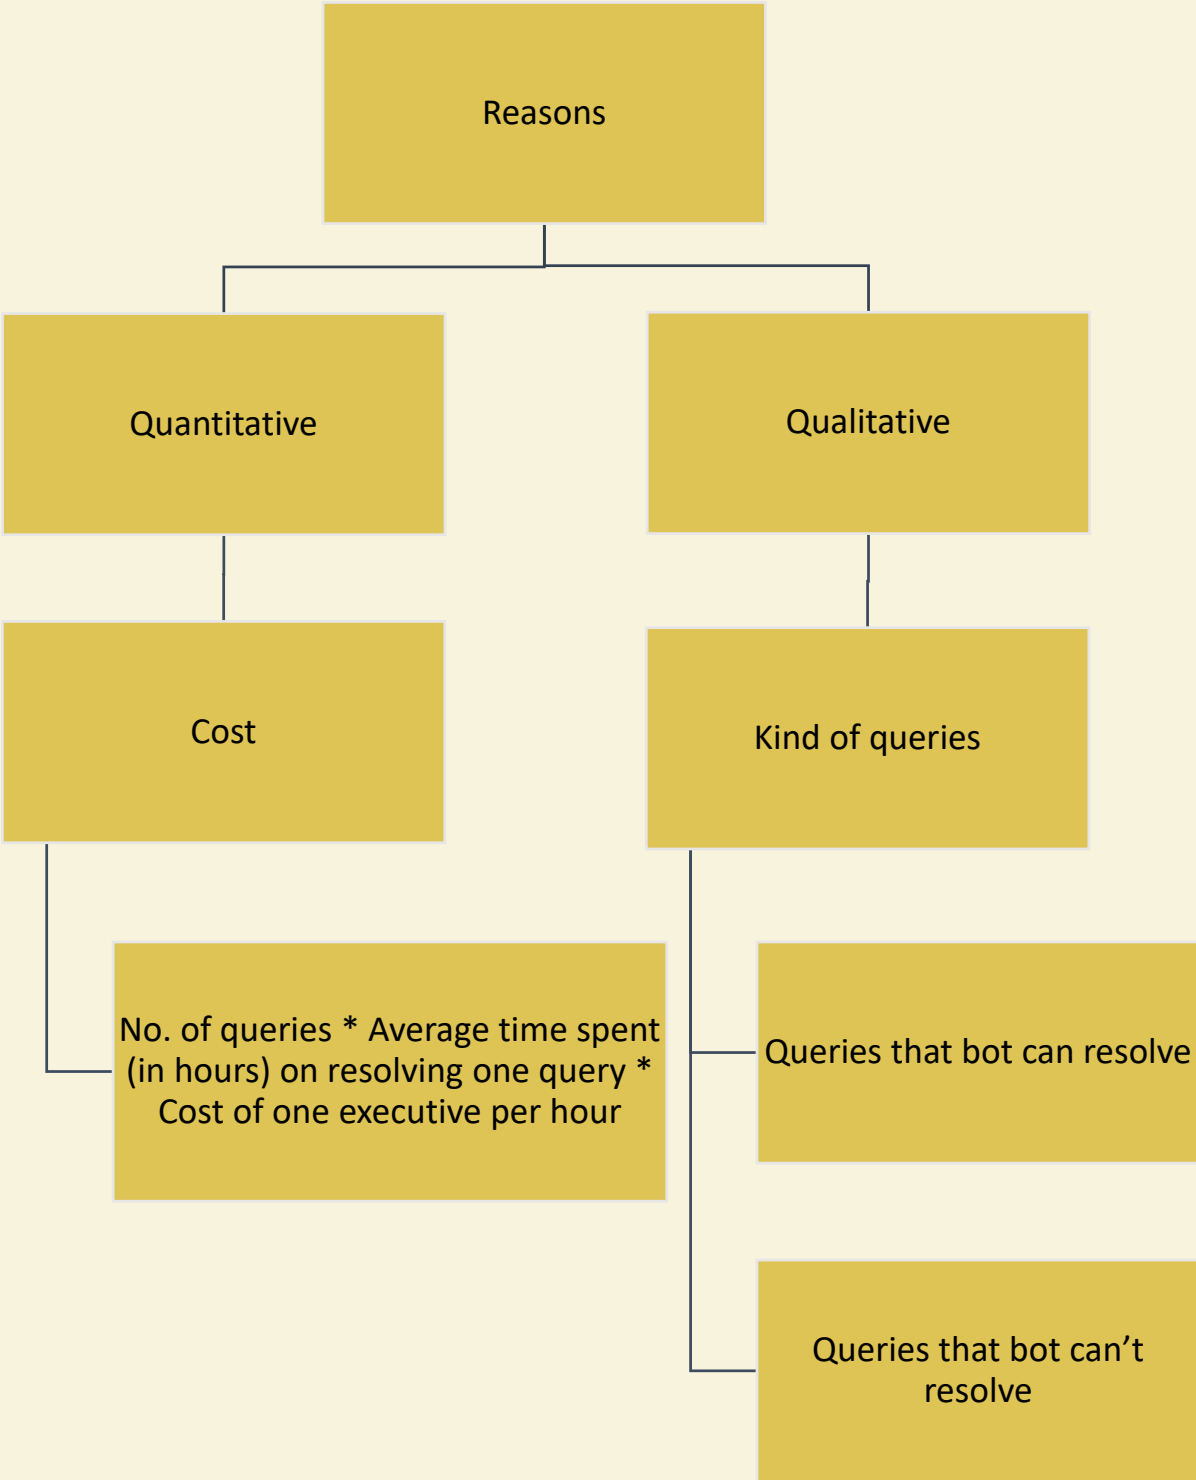 Reasons
Quantitative
Qualitative
Cost
Kind of queries
No. of queries * Average time spent
(in hours) on resolving one query *
Cost of one executive per hour
Queries that bot can resolve
Queries that bot can’t
resolve